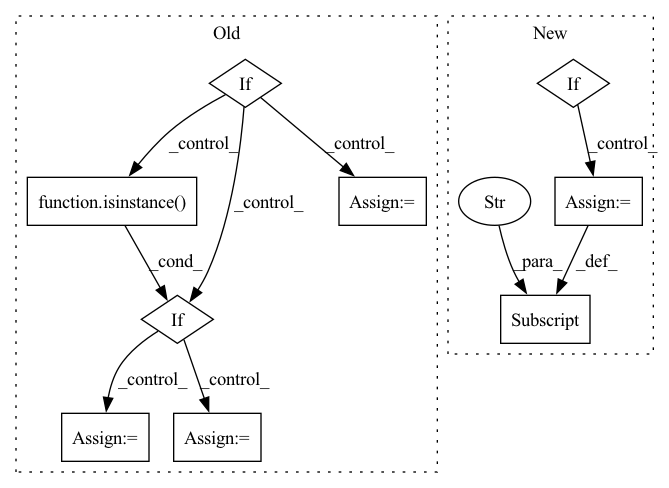 Old
New
If
If
_control_
_control_
_control_
_control_
function.isinstance()
Assign:=
Str
Assign:=
_cond_
_para_
_def_
If
Subscript
_control_
_control_
Assign:=
Assign:=